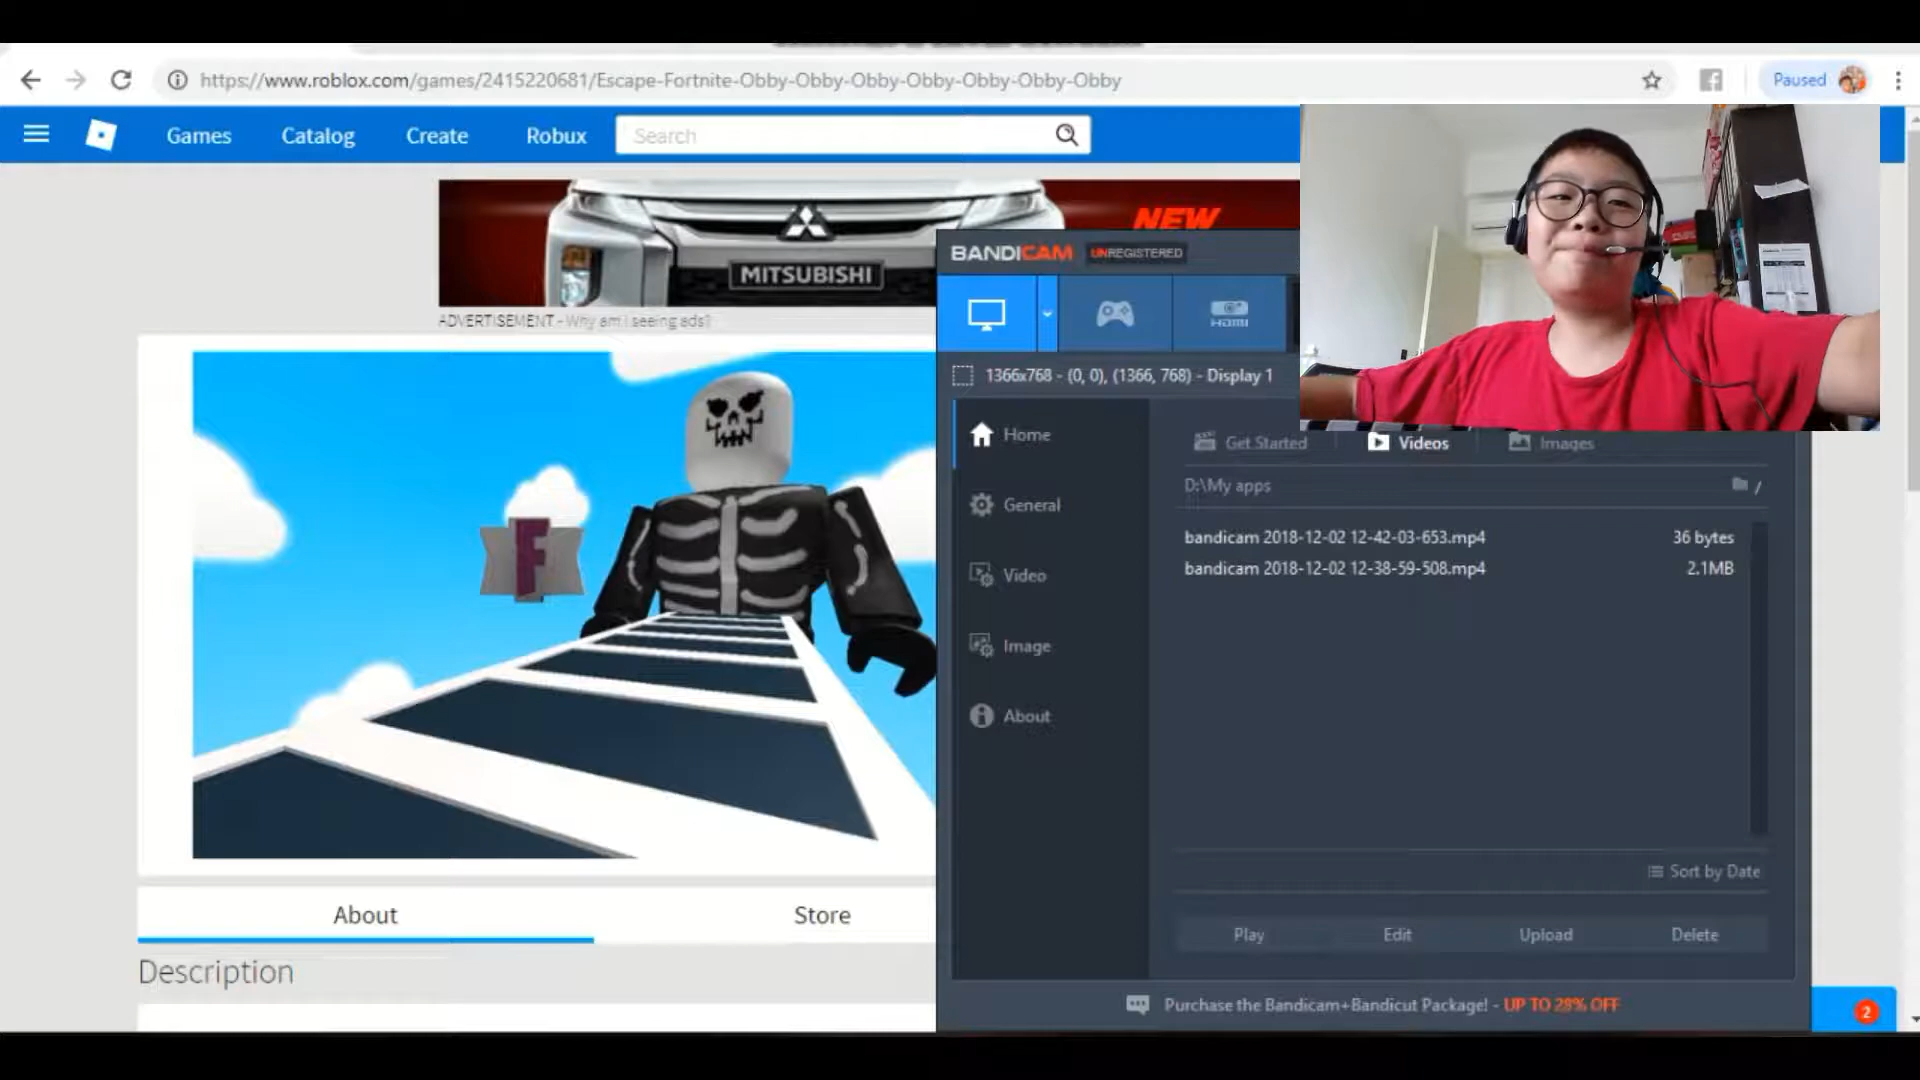 https://www.roblox.com/games/2415220681/Escape-Fortnite-Obby-Obby-Obby-Obby-Obby-Obby-Obby
Paused
Games
Catalog
Create
Robux
Search
NEW
MITSUBISHI
ADVERTISEMENT - Why am I seeing ads?
F
BANDICAM UNREGISTERED
HDMI
1366x768 - (0, 0), (1366, 768) - Display 1
Home
General
Video
Image
About
Get Started
Videos
Images
D:\My apps
/
bandicam 2018-12-02 12-42-03-653.mp4 36 bytes
bandicam 2018-12-02 12-38-59-508.mp4 2.1MB
Sort by Date
Play
Edit
Upload
Delete
Purchase the Bandicam+Bandicut Package! - UP TO 28% OFF
About
Store
Description
2